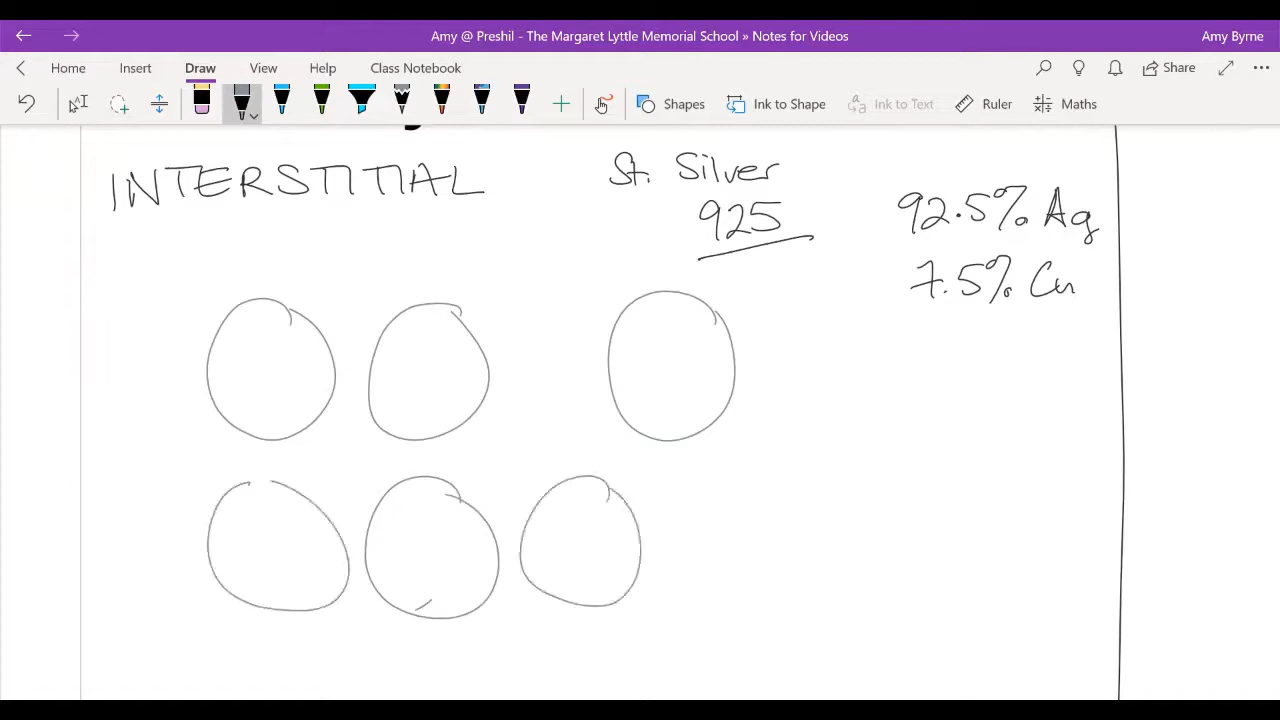 Amy @ Preshil - The Margaret Lyttle Memorial School » Notes for Videos
Amy Byrne
Home Insert Draw View Help Class Notebook
Share
Shapes Ink to Shape Ink to Text Ruler Maths
INTERSTITIAL
St. Silver
925
92.5% Ag
7.5% Cu